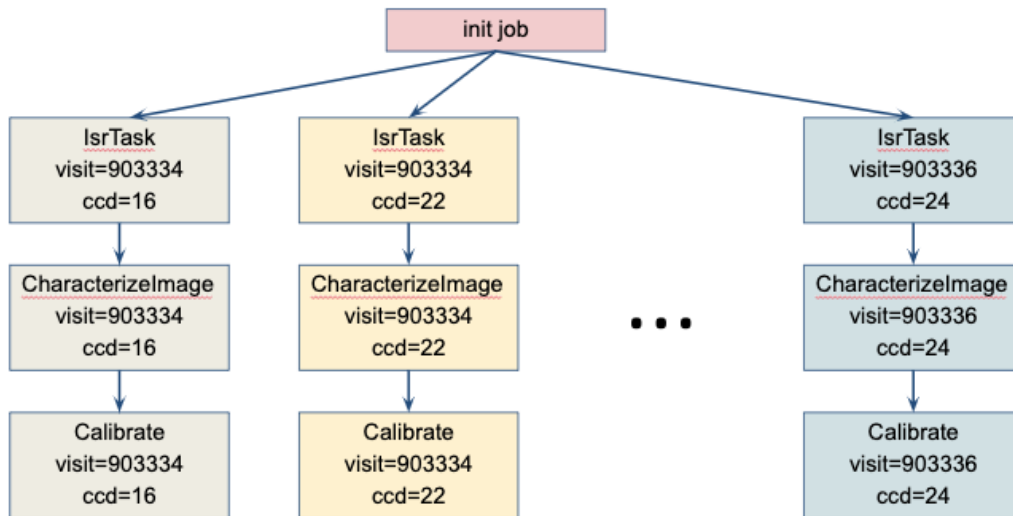 init job
IsrTask
visit=903334
ccd=16
IsrTask
visit=903334
ccd=22
IsrTask
visit=903336
ccd=24
CharacterizeImage
visit=903334
ccd=16
CharacterizeImage
visit=903334
ccd=22
...
CharacterizeImage
visit=903336
ccd=24
Calibrate
visit=903334
ccd=16
Calibrate
visit=903334
ccd=22
Calibrate
visit=903336
ccd=24